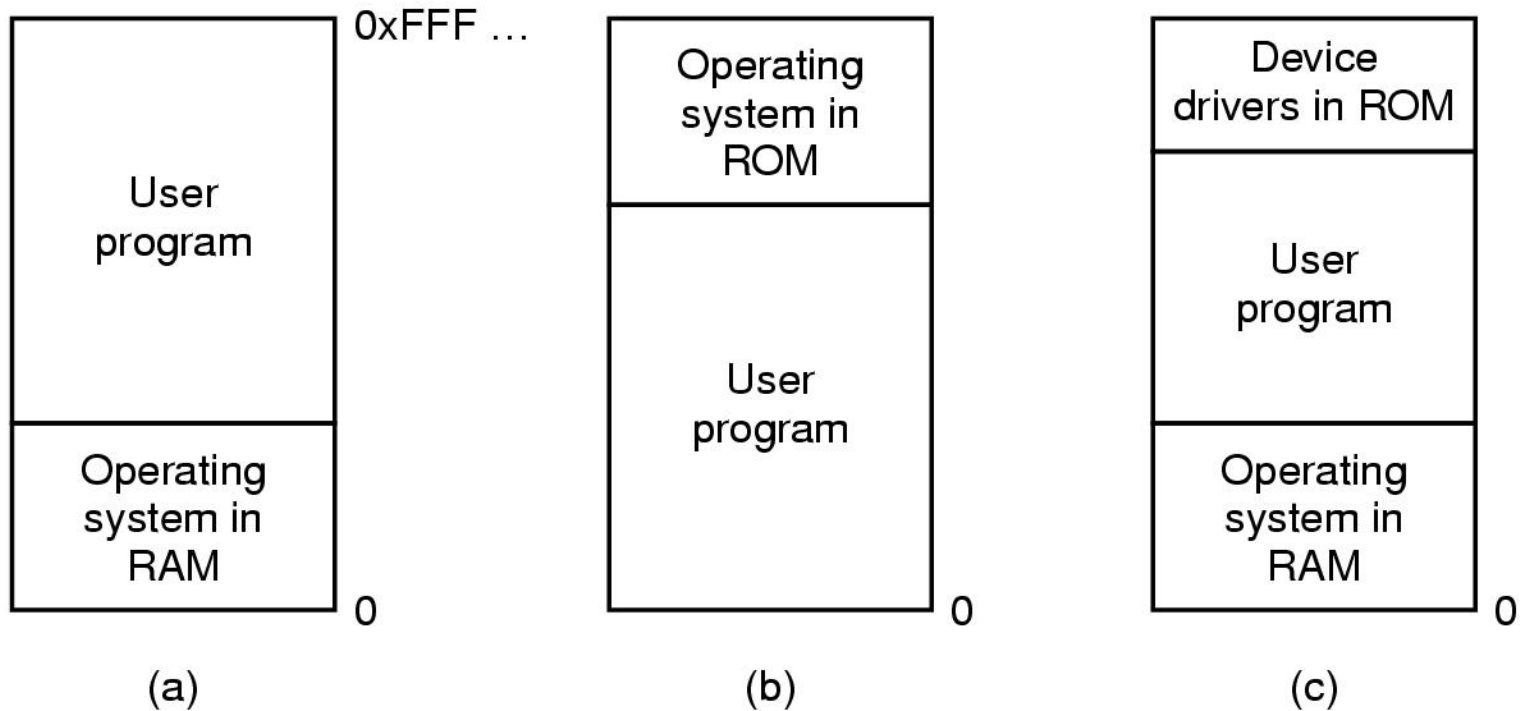 User
program
Operating
system in
RAM
0xFFF …
0
(a)
Operating
system in
ROM
User
program
0
(b)
Device
drivers in ROM
User
program
Operating
system in
RAM
0
(c)